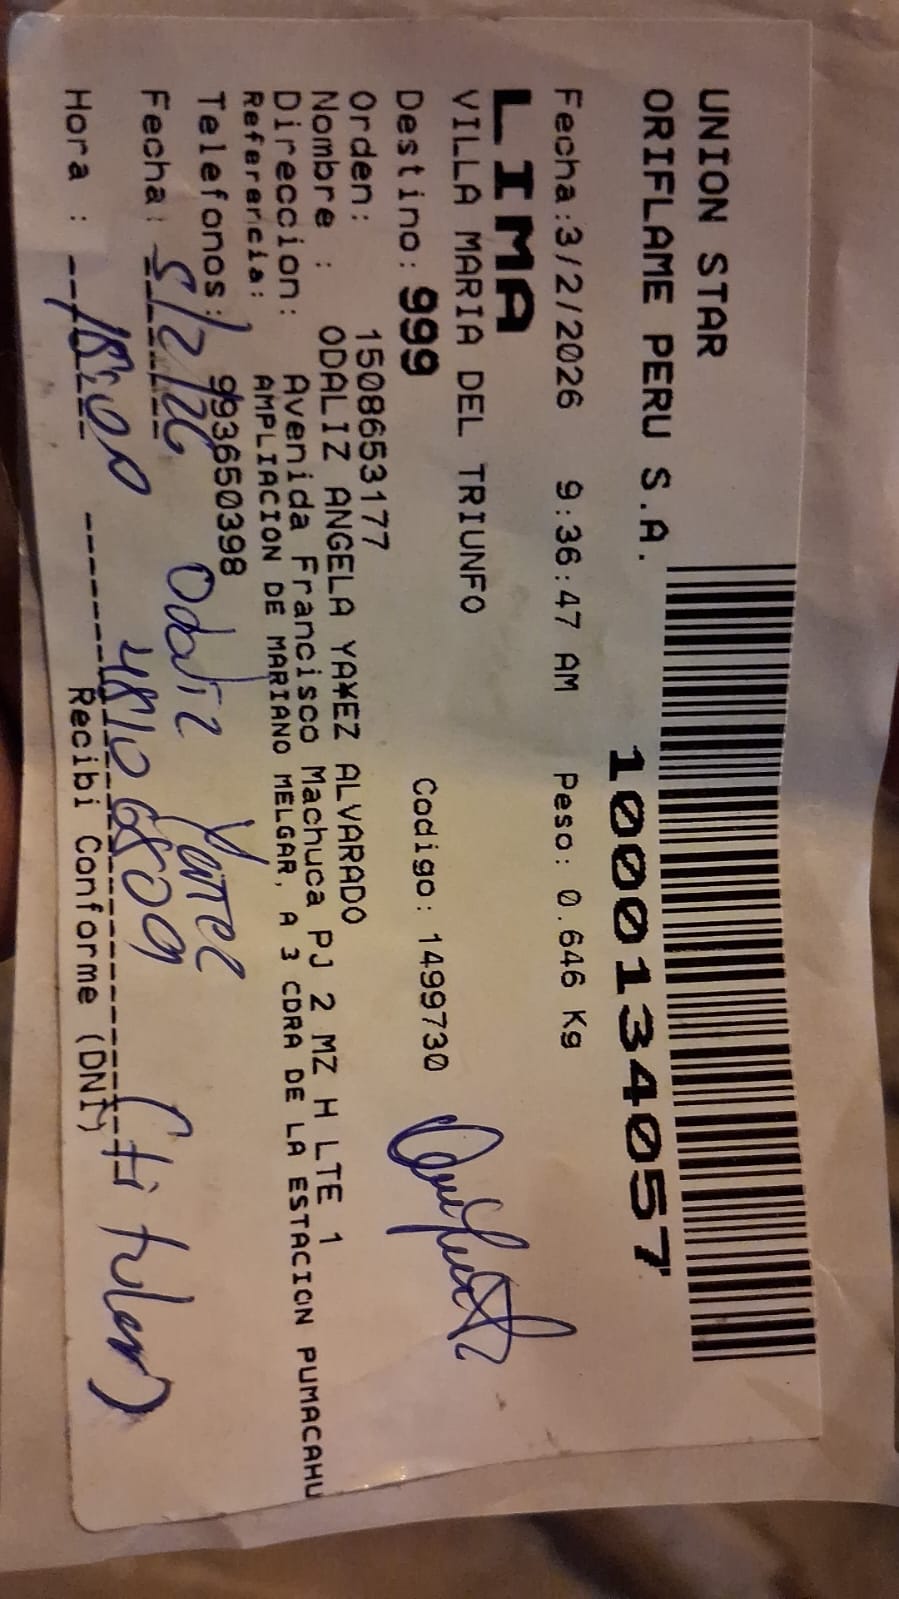 UNION STAR
ORIFLAME PERU S.A.
1000134057
Fecha:3/2/2026 9:36:47 AM Peso: 0.646 Kg
LIMA
VILLA MARIA DEL TRIUNFO
Destino: 999 Codigo: 1499730
Orden: 1508653177
Nombre : ODALIZ ANGELA YA¥EZ ALVARADO
Direccion: Avenida Francisco Machuca PJ 2 MZ H LTE 1
Referencia: AMPLIACION DE MARIANO MELGAR, A 3 CDRA DE LA ESTACION PUMACAHU
Telefonos: 993650398
Fecha: 5/2/26 Odaliz Yañez
48106809 (titular)
Hora : 18:00 Recibi Conforme (DNI)